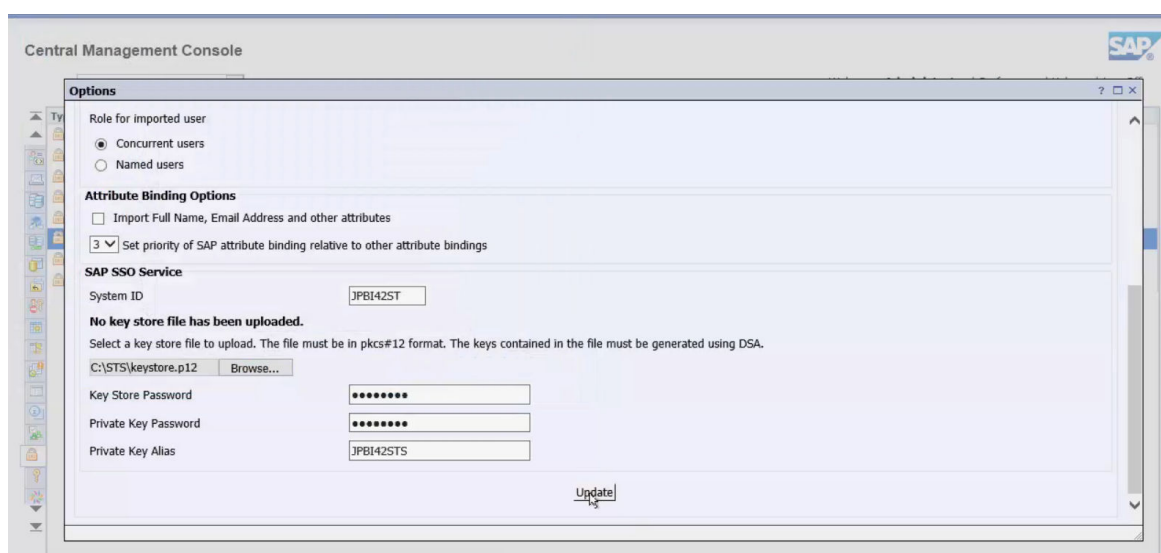 Central Management Console
SAP
Options
Ty
Role for imported user
Concurrent users
Named users
Attribute Binding Options
Import Full Name, Email Address and other attributes
3 Set priority of SAP attribute binding relative to other attribute bindings
SAP SSO Service
System ID JPBI42ST
No key store file has been uploaded.
Select a key store file to upload. The file must be in pkcs#12 format. The keys contained in the file must be generated using DSA.
C:\STS\keystore.p12 Browse...
Key Store Password ••••••••
Private Key Password ••••••••
Private Key Alias JPBI42STS
Update